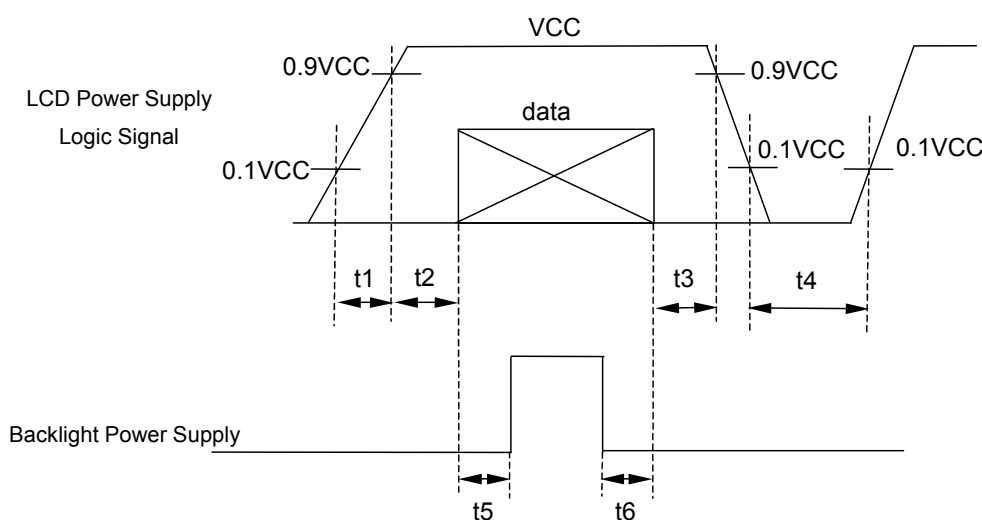 VCC
0.9VCC
0.9VCC
LCD Power Supply
Logic Signal
data
0.1VCC
0.1VCC
0.1VCC
t1
t2
t3
t4
Backlight Power Supply
t5
t6